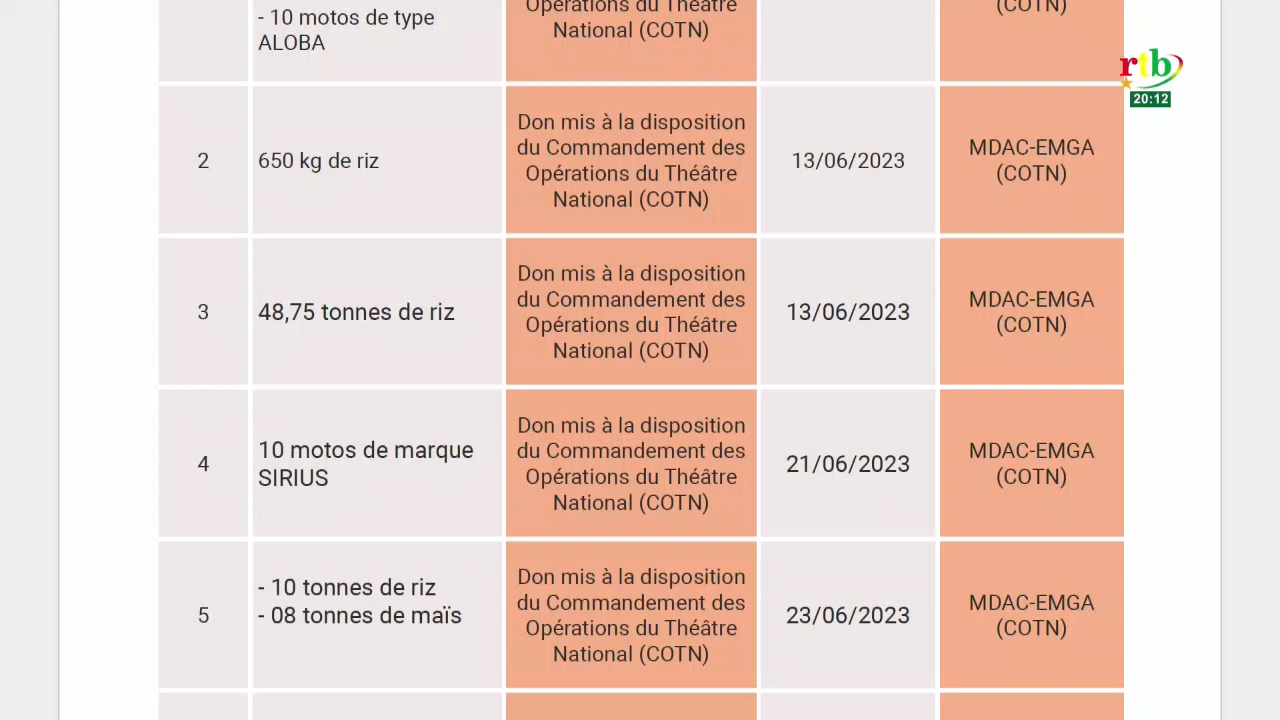 - 10 motos de type
ALOBA
Opérations du Théâtre
National (COTN)
(COTN)
rtb
20:12
2
650 kg de riz
Don mis à la disposition
du Commandement des
Opérations du Théâtre
National (COTN)
13/06/2023
MDAC-EMGA
(COTN)
3
48,75 tonnes de riz
Don mis à la disposition
du Commandement des
Opérations du Théâtre
National (COTN)
13/06/2023
MDAC-EMGA
(COTN)
4
10 motos de marque
SIRIUS
Don mis à la disposition
du Commandement des
Opérations du Théâtre
National (COTN)
21/06/2023
MDAC-EMGA
(COTN)
5
- 10 tonnes de riz
- 08 tonnes de maïs
Don mis à la disposition
du Commandement des
Opérations du Théâtre
National (COTN)
23/06/2023
MDAC-EMGA
(COTN)